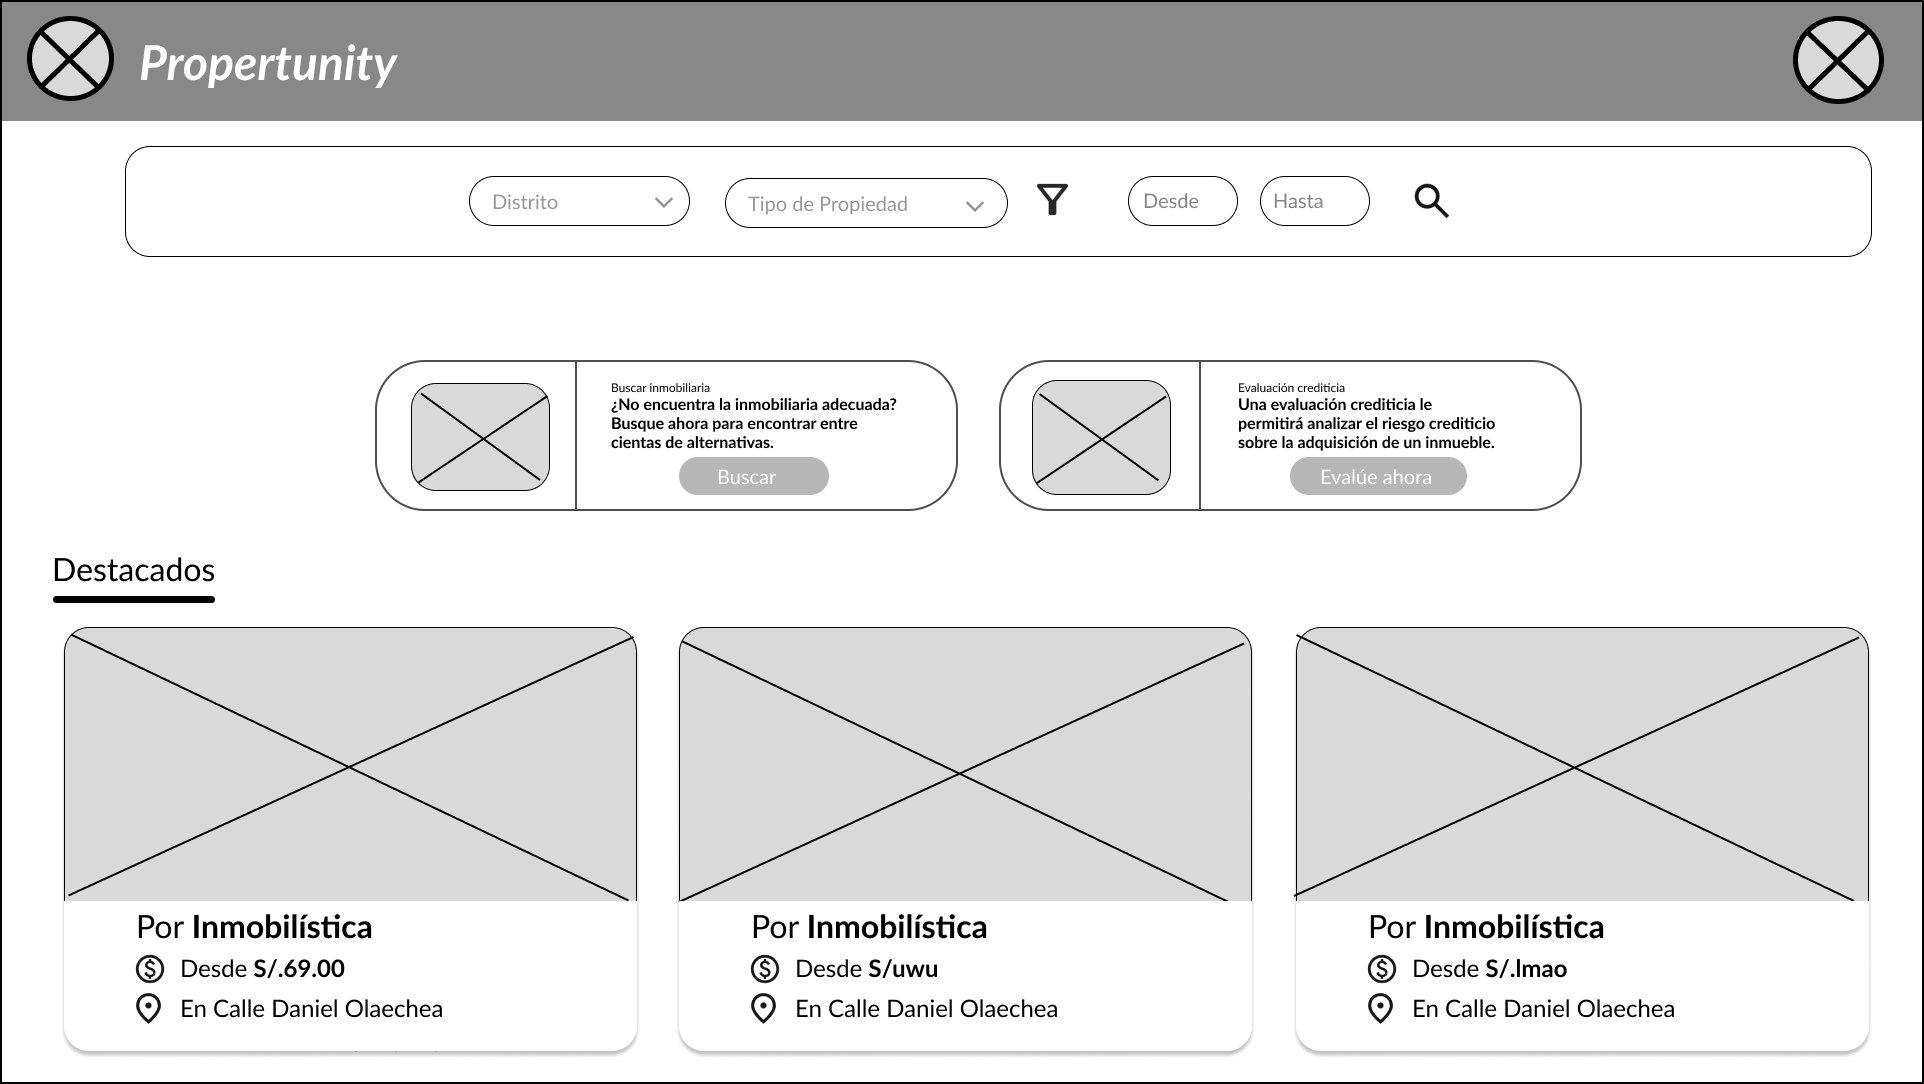 Propertunity
Distrito
Tipo de Propiedad
Desde
Hasta
Buscar inmobiliaria
¿No encuentra la inmobiliaria adecuada?
Busque ahora para encontrar entre
cientas de alternativas.
Buscar
Evaluación crediticia
Una evaluación crediticia le
permitirá analizar el riesgo crediticio
sobre la adquisición de un inmueble.
Evalúe ahora
Destacados
Por Inmobilística
Desde S/.69.00
En Calle Daniel Olaechea
Por Inmobilística
Desde S/uwu
En Calle Daniel Olaechea
Por Inmobilística
Desde S/.lmao
En Calle Daniel Olaechea